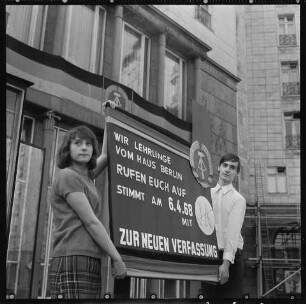 WIR LEHRLINGE
VOM HAUS BERLIN
RUFEN EUCH AUF
STIMMT AM 6.4.68
MIT
ZUR NEUEN VERFASSUNG